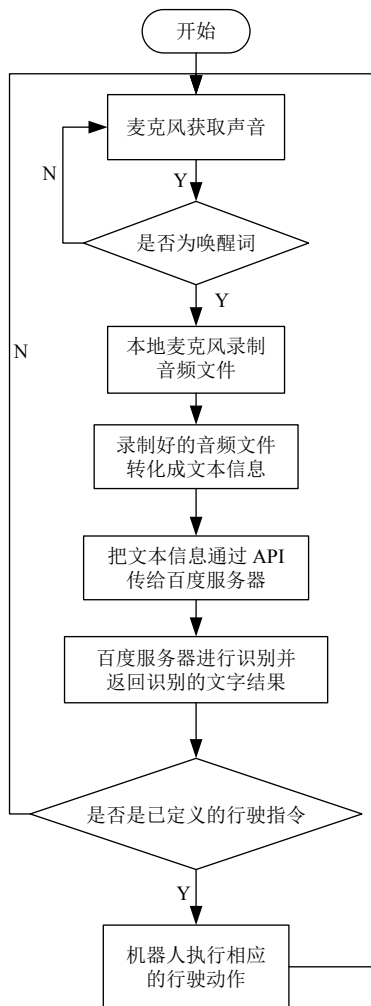 开始
麦克风获取声音
N
Y
是否为唤醒词
Y
N
本地麦克风录制
音频文件
录制好的音频文件
转化成文本信息
把文本信息通过 API
传给百度服务器
百度服务器进行识别并
返回识别的文字结果
是否是已定义的行驶指令
Y
机器人执行相应
的行驶动作